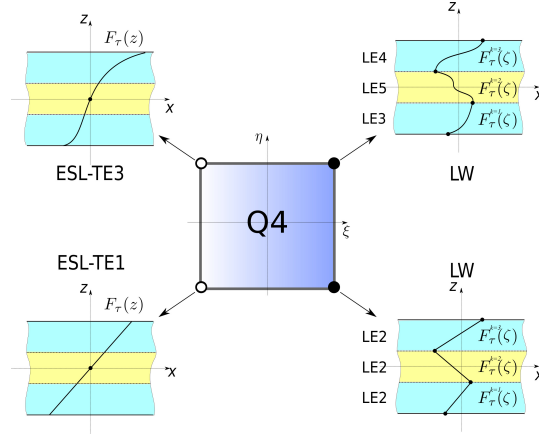 z
F_τ(z)
x
ESL-TE3
z
LE4
F_τ^{k=3}(ζ)
LE5
F_τ^{k=2}(ζ)
x
LE3
F_τ^{k=1}(ζ)
LW
η
Q4
ξ
ESL-TE1
z
F_τ(z)
x
LW
z
LE2
F_τ^{k=3}(ζ)
LE2
F_τ^{k=2}(ζ)
x
LE2
F_τ^{k=1}(ζ)